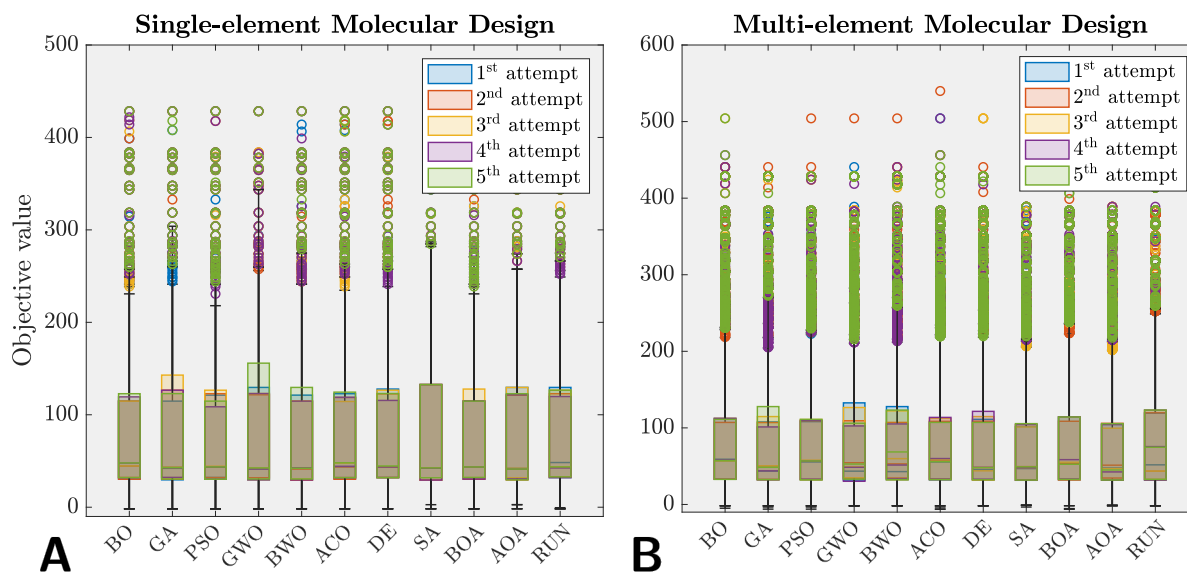 Single-element Molecular Design
Objective value
500
400
300
200
100
0
1st attempt
2nd attempt
3rd attempt
4th attempt
5th attempt
BO GA PSO GWO BWO ACO DE SA BOA AOA RUN
A
Multi-element Molecular Design
600
500
400
300
200
100
0
1st attempt
2nd attempt
3rd attempt
4th attempt
5th attempt
BO GA PSO GWO BWO ACO DE SA BOA AOA RUN
B